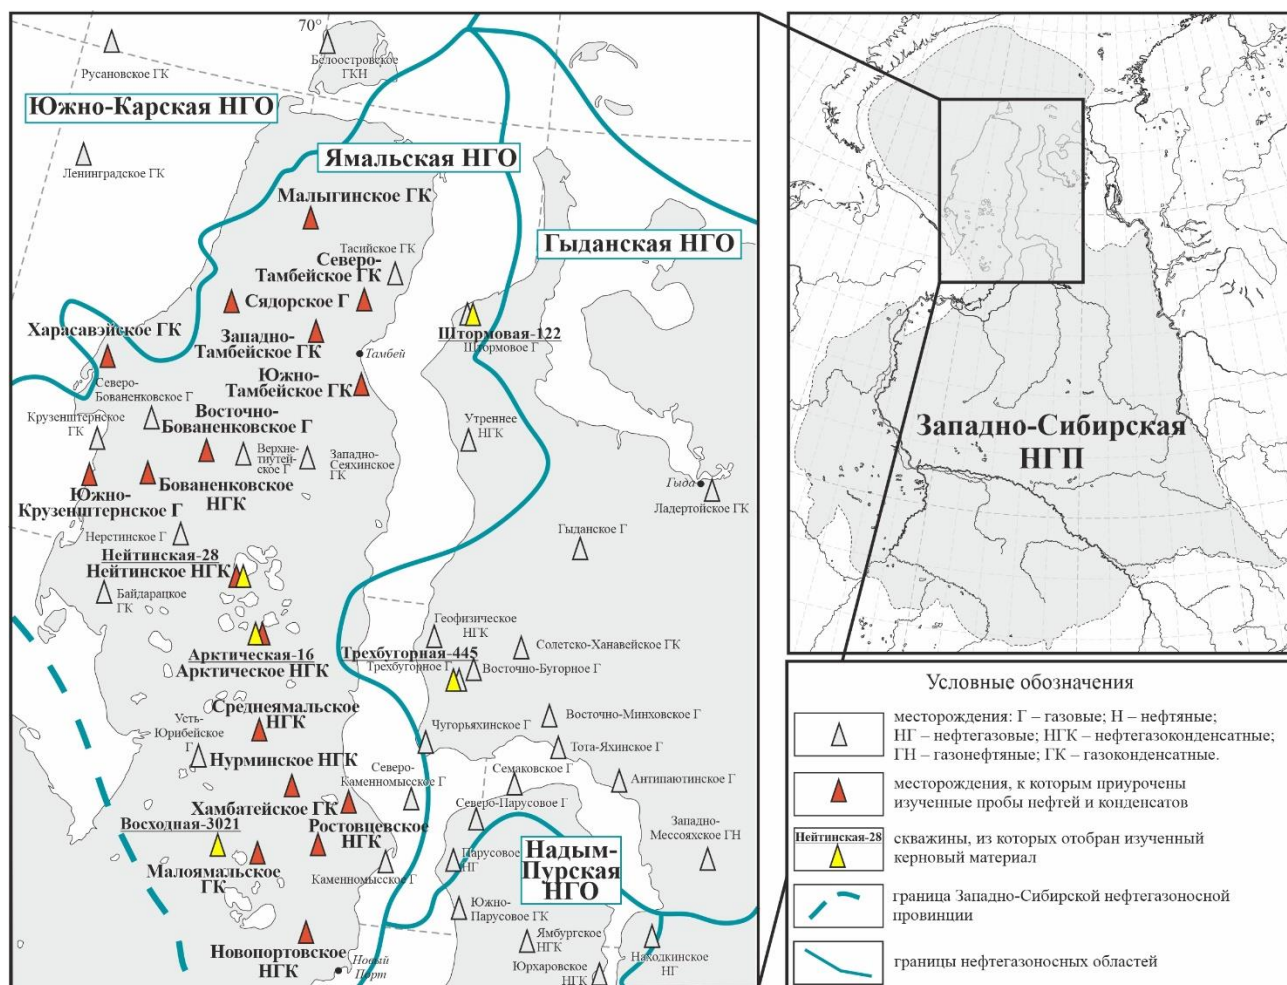 70°
Русановское ГК
Белоостровское
ГКН
Южно-Карская НГО
Ленинградское ГК
Ямальская НГО
Малыгинское ГК
Гыданская НГО
Тасийское ГК
Северо-
Тамбейское ГК
Сядорское Г
Харасавэйское ГК
Западно-
Тамбейское ГК
Штормовая-122
Штормовое Г
Тамбей
Южно-
Тамбейское ГК
Северо-
Бованенковское Г
Крузенштернское
ГК
Восточно-
Бованенковское Г
Утреннее
НГК
Верхне-
тиутей-
ское Г
Западно-
Сеяхинское
ГК
Бованенковское
НГК
Южно-
Крузенштернское Г
Гыда
Ладертойское ГК
Нерстинское Г
Гыданское Г
Нейтинская-28
Нейтинское НГК
Байдарацкое
ГК
Геофизическое
НГК
Солетско-Ханавейское ГК
Арктическая-16
Арктическое НГК
Трехбугорная-445
Трехбугорное Г
Восточно-Бугорное Г
Среднеямальское
НГК
Усть-
Юрибейское
Г
Чугорьяхинское Г
Восточно-Минховское Г
Тота-Яхинское Г
Нурминское НГК
Северо-
Каменномысское Г
Семаковское Г
Антипаютинское Г
Хамбатейское ГК
Северо-Парусовое Г
Восходная-3021
Ростовцевское
НГК
Западно-
Мессояхское ГН
Малоямальское
ГК
Каменномысское Г
Парусовое
НГ
Надым-
Пурская
НГО
Южно-
Парусовое ГК
Новопортовское
НГК
Новый
Порт
Ямбургское
НГК
Юрхаровское
НГК
Находкинское
НГ
Западно-Сибирская
НГП
Условные обозначения
месторождения: Г – газовые; Н – нефтяные;
НГ – нефтегазовые; НГК – нефтегазоконденсатные;
ГН – газонефтяные; ГК – газоконденсатные.
месторождения, к которым приурочены
изученные пробы нефтей и конденсатов
Нейтинская-28
скважины, из которых отобран изученный
керновый материал
граница Западно-Сибирской нефтегазоносной
провинции
границы нефтегазоносных областей